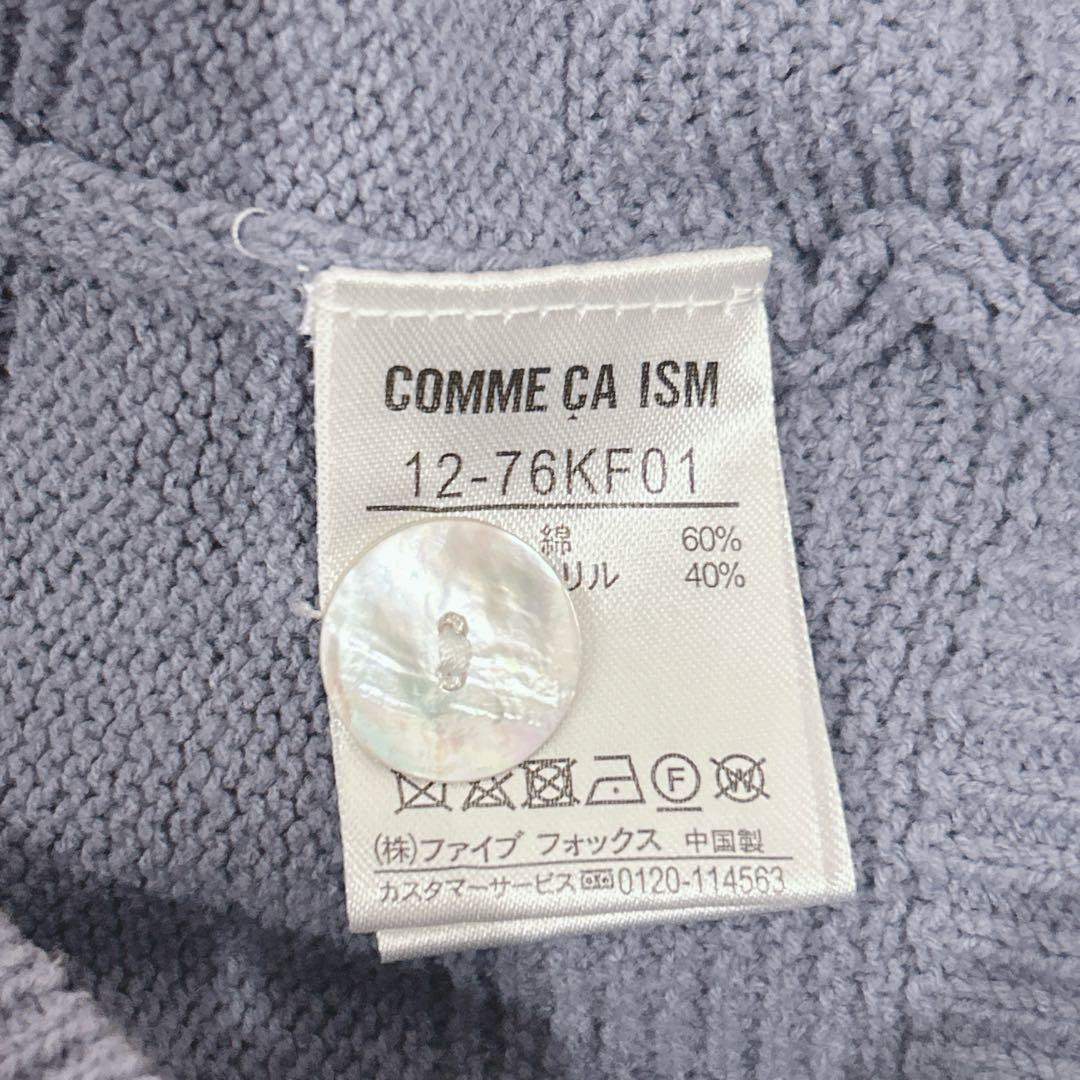 COMME ÇA ISM
12-76KF01
綿 60%
リル 40%
F
W
(株)ファイブ フォックス 中国製
カスタマーサービス 0120-114563